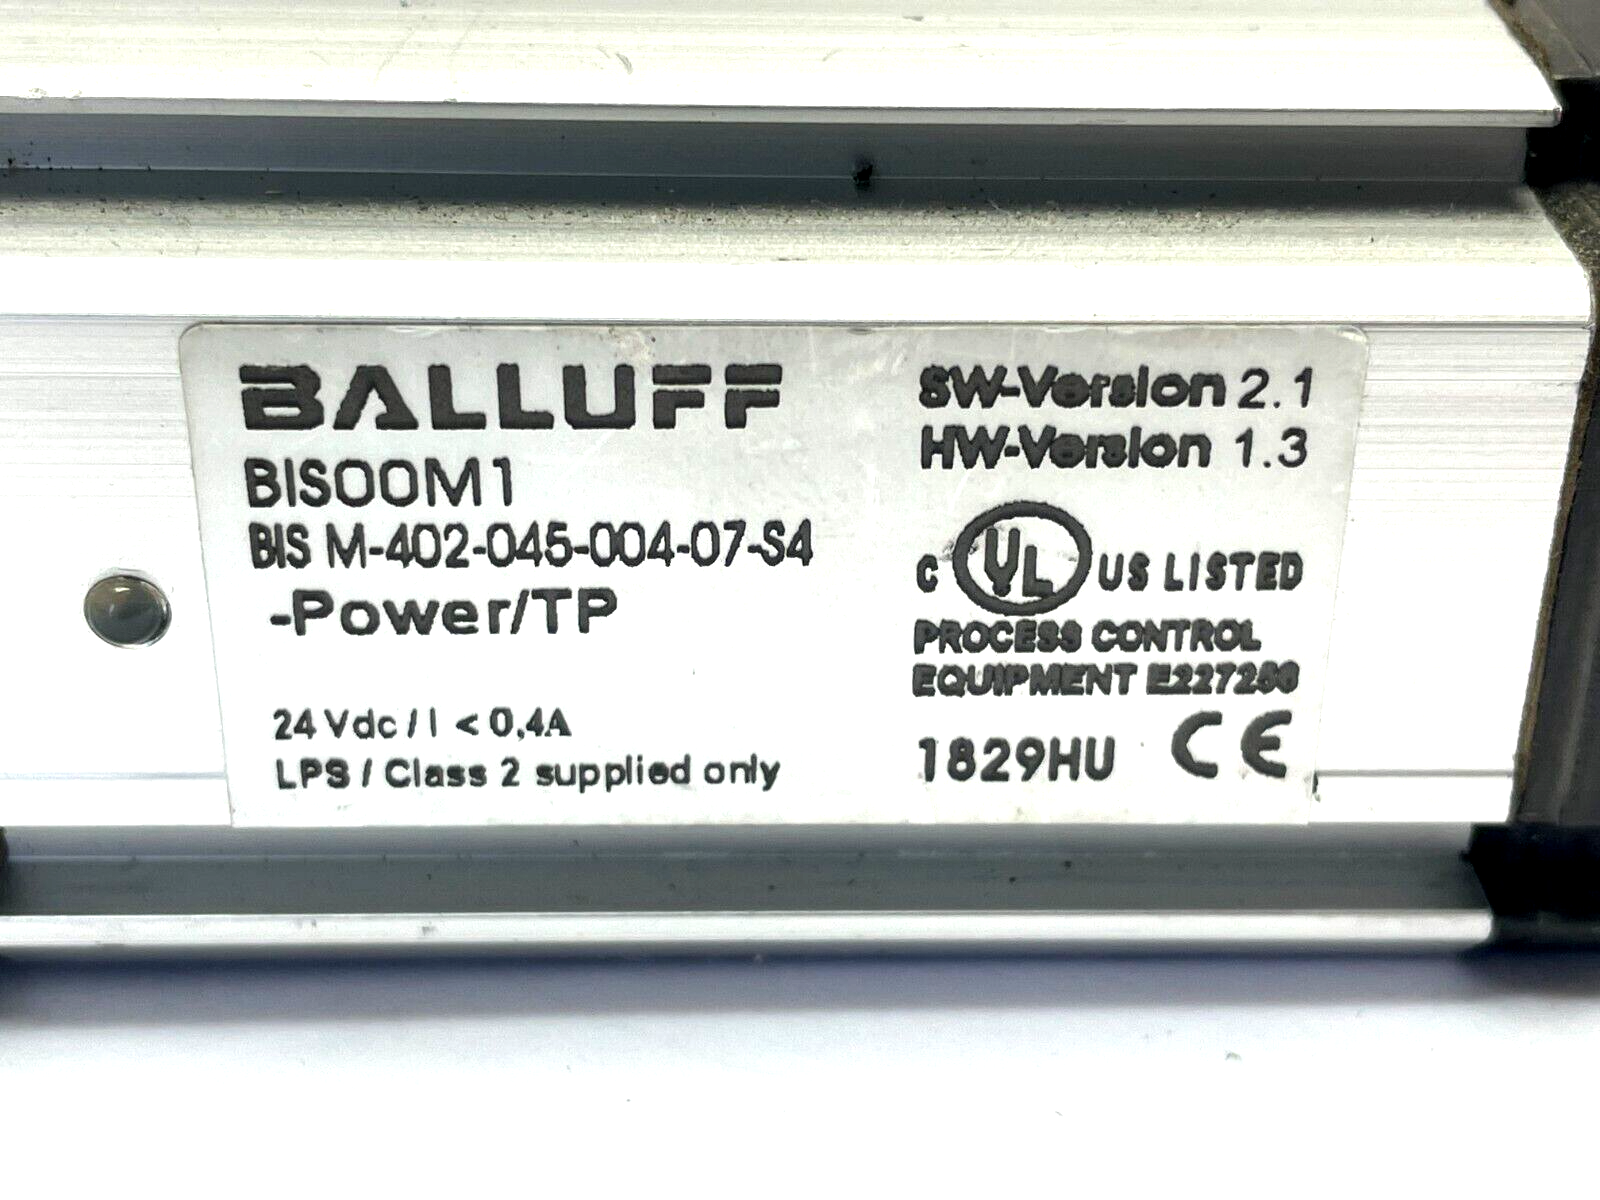 BALLUFF
BIS00M1
BIS M-402-045-004-07-S4
-Power/TP
24 Vdc / I < 0,4A
LPS / Class 2 supplied only
SW-Version 2.1
HW-Version 1.3
C UL US LISTED
PROCESS CONTROL
EQUIPMENT E227256
1829HU CE